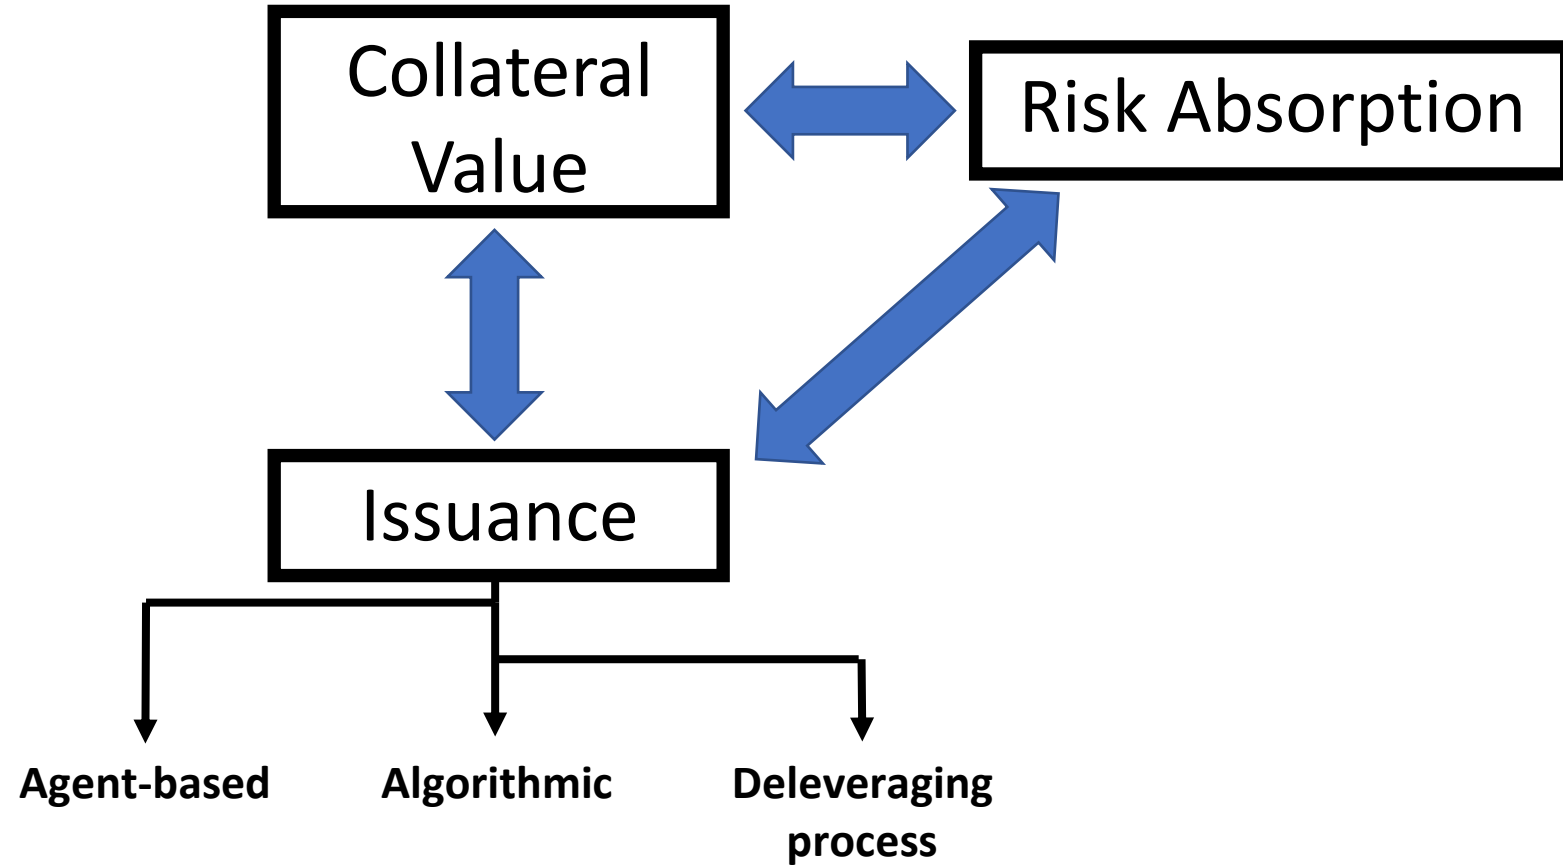 Collateral
Value
Risk Absorption
Issuance
Agent-based
Algorithmic
Deleveraging
process